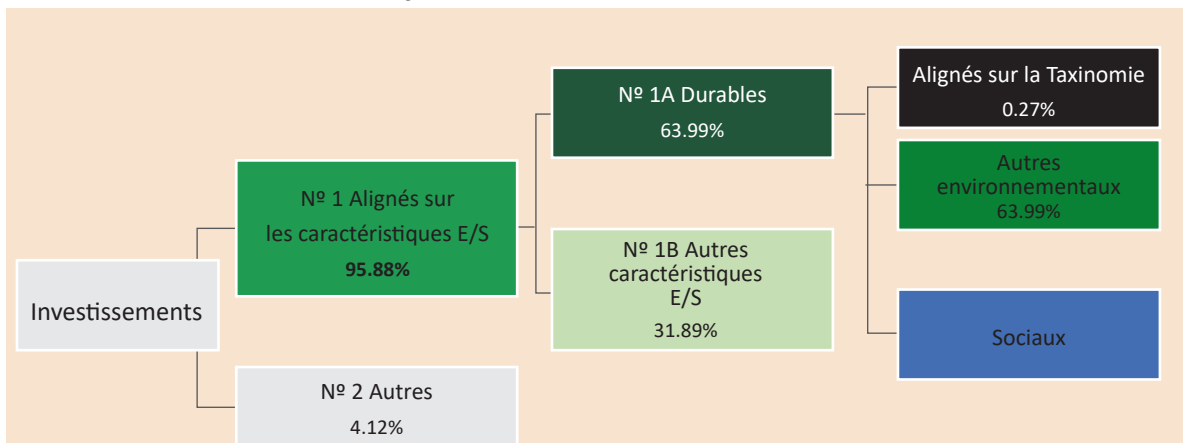 Investissements
Nº 1 Alignés sur
les caractéristiques E/S
95.88%
Nº 2 Autres
4.12%
Nº 1A Durables
63.99%
Nº 1B Autres
caractéristiques
E/S
31.89%
Alignés sur la Taxinomie
0.27%
Autres
environnementaux
63.99%
Sociaux